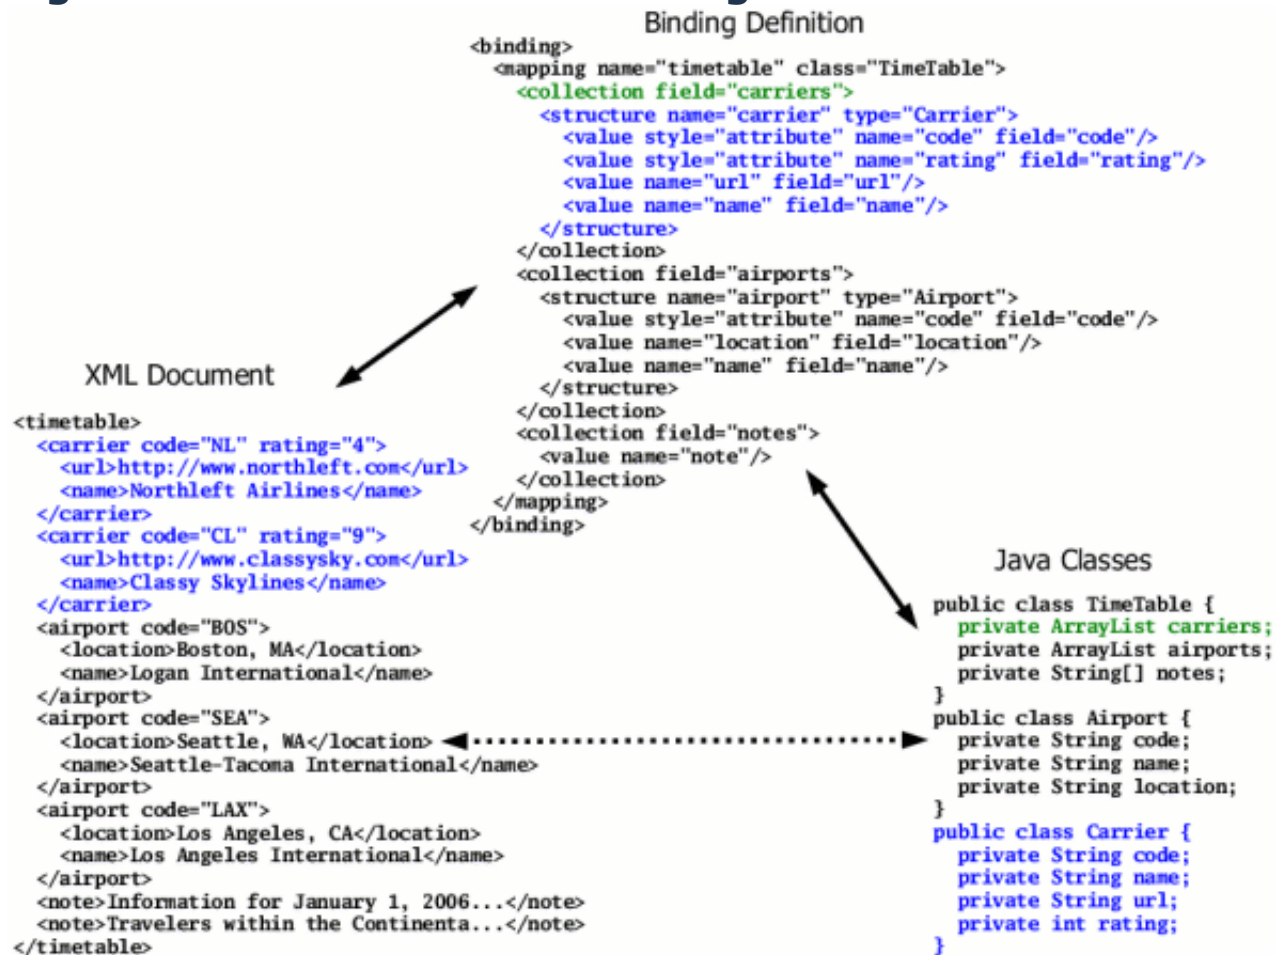 Binding Definition
<binding>
<mapping name="timetable" class="TimeTable">
<collection field="carriers">
<structure name="carrier" type="Carrier">
<value style="attribute" name="code" field="code"/>
<value style="attribute" name="rating" field="rating"/>
<value name="url" field="url"/>
<value name="name" field="name"/>
</structure>
</collection>
<collection field="airports">
<structure name="airport" type="Airport">
<value style="attribute" name="code" field="code"/>
<value name="location" field="location"/>
<value name="name" field="name"/>
</structure>
</collection>
<collection field="notes">
<value name="note"/>
</collection>
</mapping>
</binding>
XML Document
<timetable>
<carrier code="NL" rating="4">
<url>http://www.northleft.com</url>
<name>Northleft Airlines</name>
</carrier>
<carrier code="CL" rating="9">
<url>http://www.classysky.com</url>
<name>Classy Skylines</name>
</carrier>
<airport code="BOS">
<location>Boston, MA</location>
<name>Logan International</name>
</airport>
<airport code="SEA">
<location>Seattle, WA</location>
<name>Seattle-Tacoma International</name>
</airport>
<airport code="LAX">
<location>Los Angeles, CA</location>
<name>Los Angeles International</name>
</airport>
<note>Information for January 1, 2006...</note>
<note>Travelers within the Continenta...</note>
</timetable>
Java Classes
public class TimeTable {
private ArrayList carriers;
private ArrayList airports;
private String[] notes;
}
public class Airport {
private String code;
private String name;
private String location;
}
public class Carrier {
private String code;
private String name;
private String url;
private int rating;
}